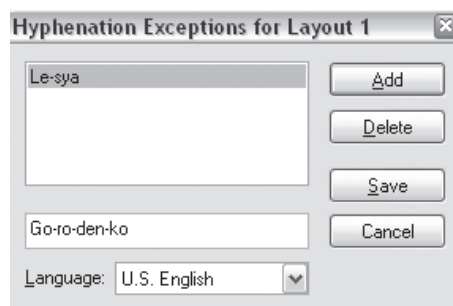 Hyphenation Exceptions for Layout 1
Le-sya
Add
Delete
Save
Go-ro-den-ko
Cancel
Language: U.S. English